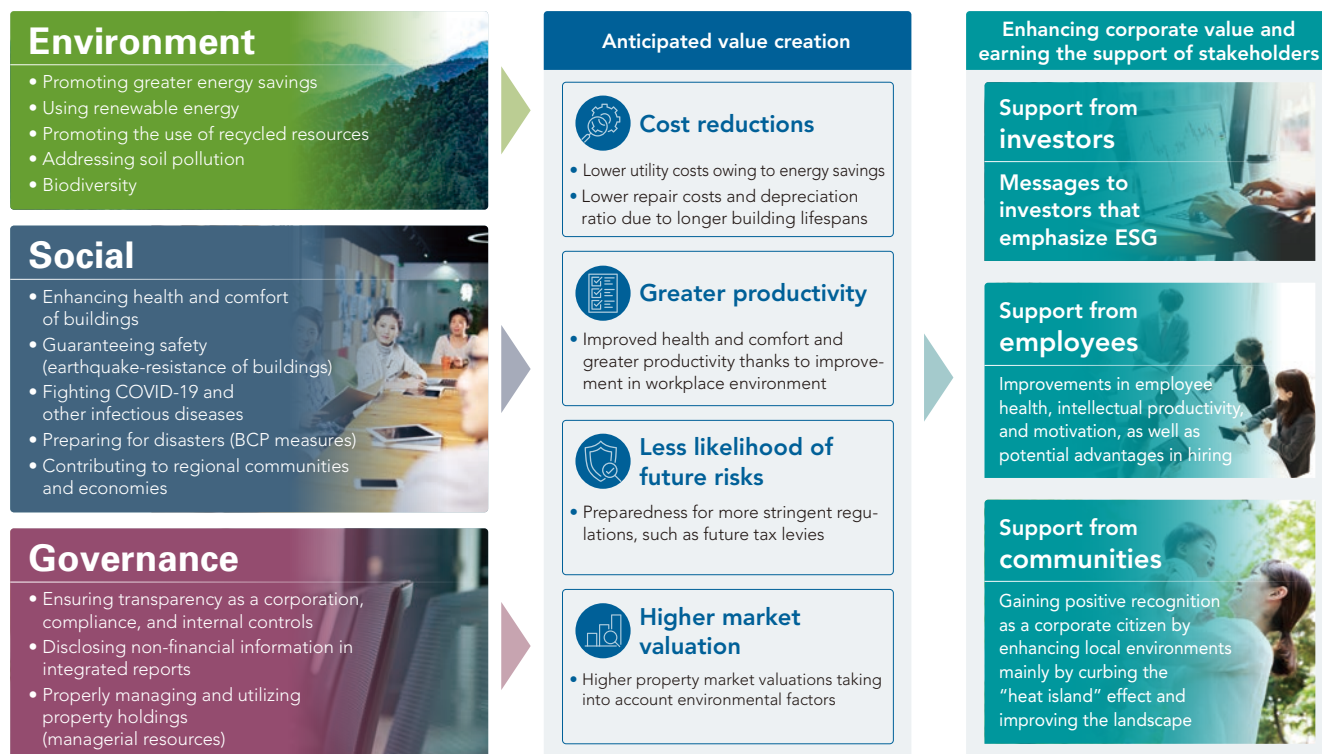 Environment
• Promoting greater energy savings
• Using renewable energy
• Promoting the use of recycled resources
• Addressing soil pollution
• Biodiversity
Social
• Enhancing health and comfort
of buildings
• Guaranteeing safety
(earthquake-resistance of buildings)
• Fighting COVID-19 and
other infectious diseases
• Preparing for disasters (BCP measures)
• Contributing to regional communities
and economies
Governance
• Ensuring transparency as a corporation,
compliance, and internal controls
• Disclosing non-financial information in
integrated reports
• Properly managing and utilizing
property holdings
(managerial resources)
Anticipated value creation
Cost reductions
• Lower utility costs owing to energy savings
• Lower repair costs and depreciation
ratio due to longer building lifespans
Greater productivity
• Improved health and comfort and
greater productivity thanks to improve-
ment in workplace environment
Less likelihood of
future risks
• Preparedness for more stringent regu-
lations, such as future tax levies
Higher market
valuation
• Higher property market valuations taking
into account environmental factors
Enhancing corporate value and
earning the support of stakeholders
Support from
investors
Messages to
investors that
emphasize ESG
Support from
employees
Improvements in employee
health, intellectual productivity,
and motivation, as well as
potential advantages in hiring
Support from
communities
Gaining positive recognition
as a corporate citizen by
enhancing local environments
mainly by curbing the
“heat island” effect and
improving the landscape